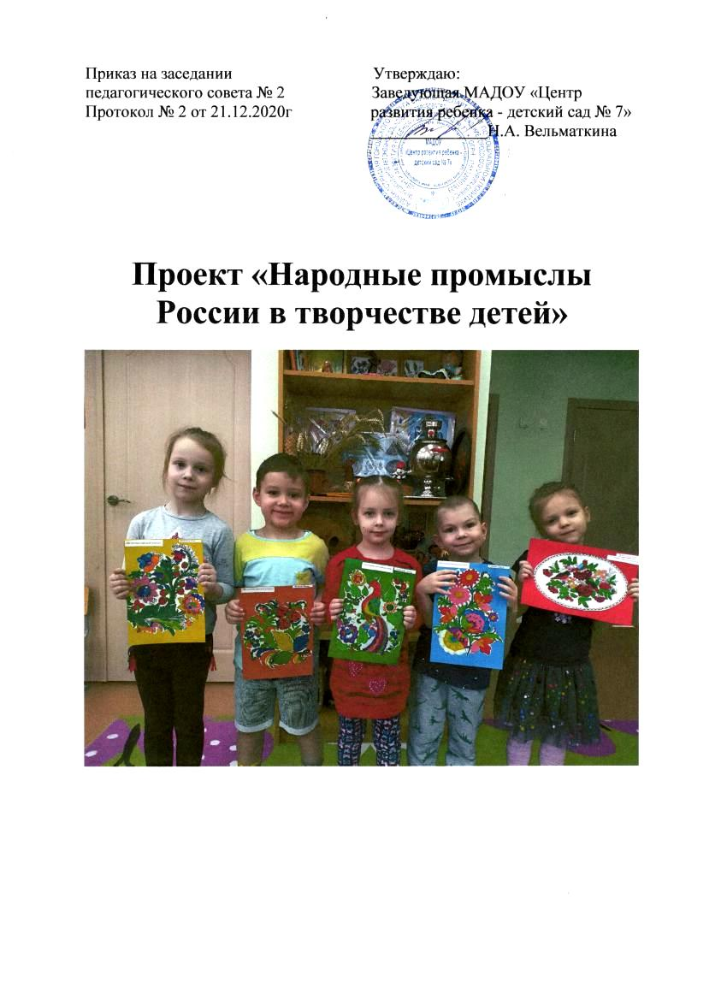 Приказ на заседании
педагогического совета № 2
Протокол № 2 от 21.12.2020г
Утверждаю:
Заведующая МАДОУ «Центр
развития ребенка - детский сад № 7»
Н.А. Вельматкина
МАДОУ
«Центр развития ребенка -
детский сад № 7»
Проект «Народные промыслы
России в творчестве детей»